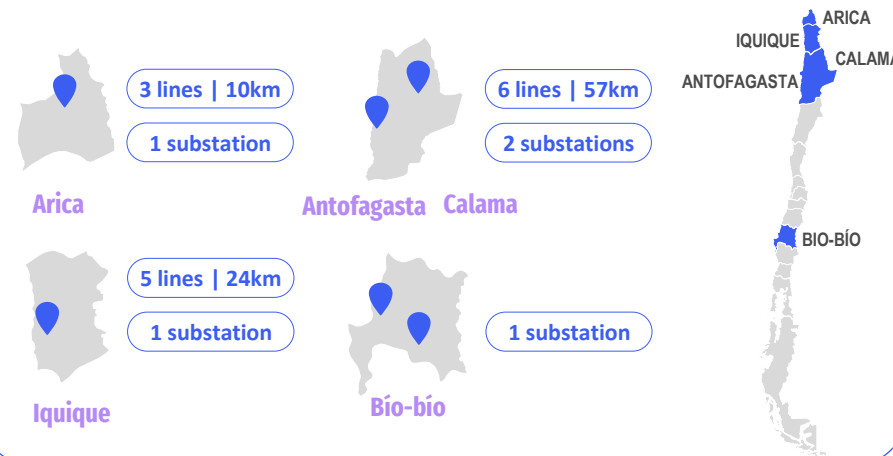 3 lines | 10km
1 substation
Arica
6 lines | 57km
2 substations
Antofagasta Calama
5 lines | 24km
1 substation
Iquique
1 substation
Bío-bío
ARICA
IQUIQUE
CALAMA
ANTOFAGASTA
BIO-BÍO